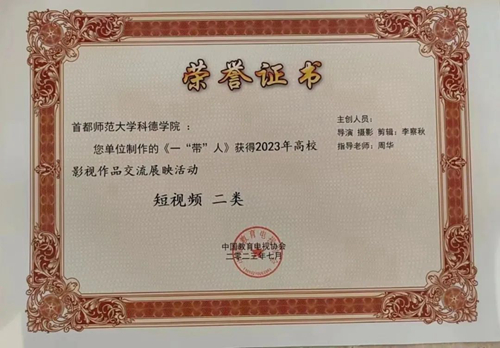 荣誉证书
首都师范大学科德学院：
您单位制作的《一“带”人》获得2023年高校
影视作品交流展映活动
短视频 二类
主创人员：
导演 摄影 剪辑：李察秋
指导老师：周华
中国教育电视协会
二零二三年七月